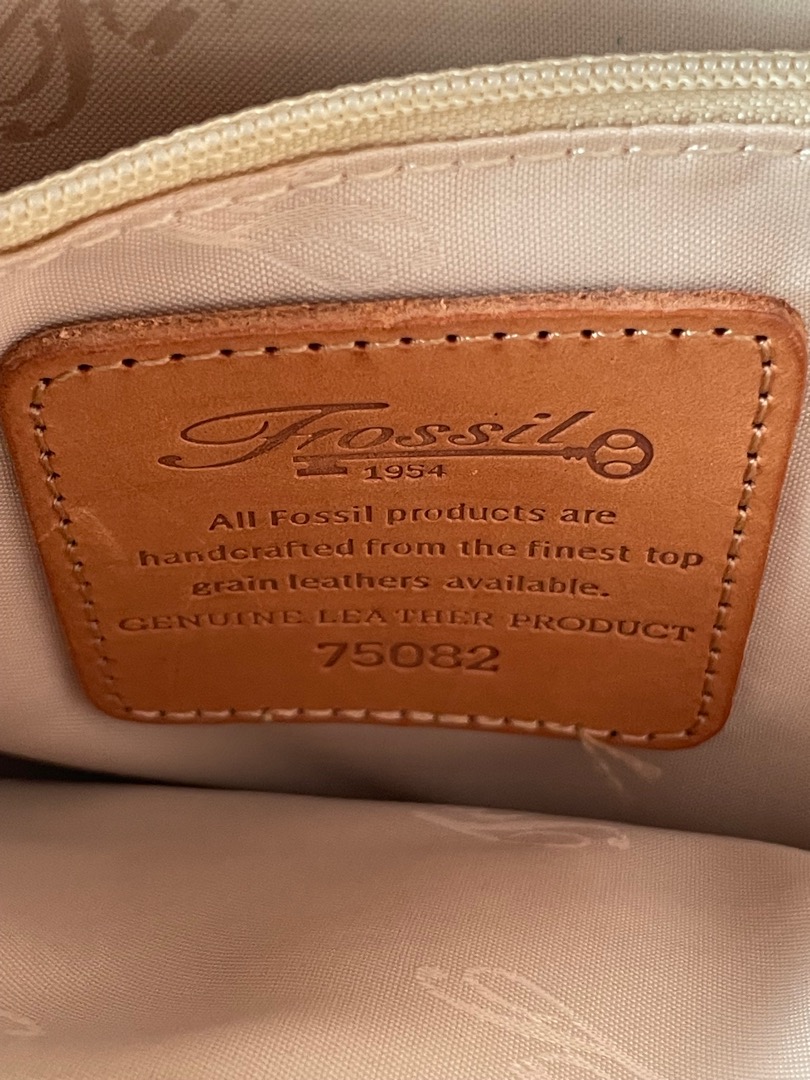 Fossil
1954
All Fossil products are
handcrafted from the finest top
grain leathers available.
GENUINE LEATHER PRODUCT
75082